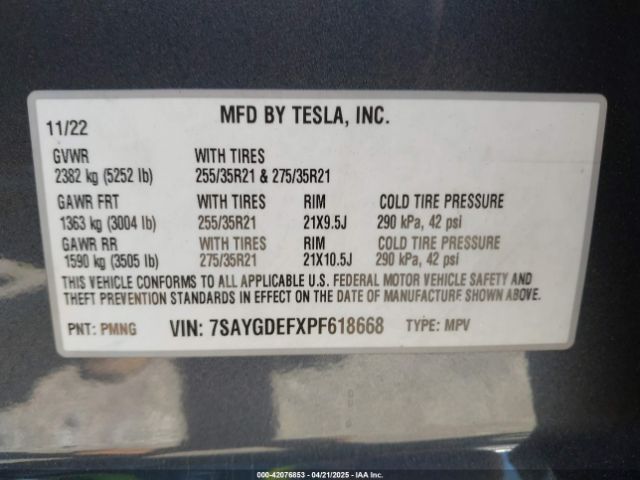 MFD BY TESLA, INC.
11/22
GVWR WITH TIRES
2382 kg (5252 lb) 255/35R21 & 275/35R21
GAWR FRT WITH TIRES RIM COLD TIRE PRESSURE
1363 kg (3004 lb) 255/35R21 21X9.5J 290 kPa, 42 psi
GAWR RR WITH TIRES RIM COLD TIRE PRESSURE
1590 kg (3505 lb) 275/35R21 21X10.5J 290 kPa, 42 psi
THIS VEHICLE CONFORMS TO ALL APPLICABLE U.S. FEDERAL MOTOR VEHICLE SAFETY AND
THEFT PREVENTION STANDARDS IN EFFECT ON THE DATE OF MANUFACTURE SHOWN ABOVE.
PNT: PMNG VIN: 7SAYGDEFXPF618668 TYPE: MPV
000-42076853 - 04/21/2025 - IAA Inc.